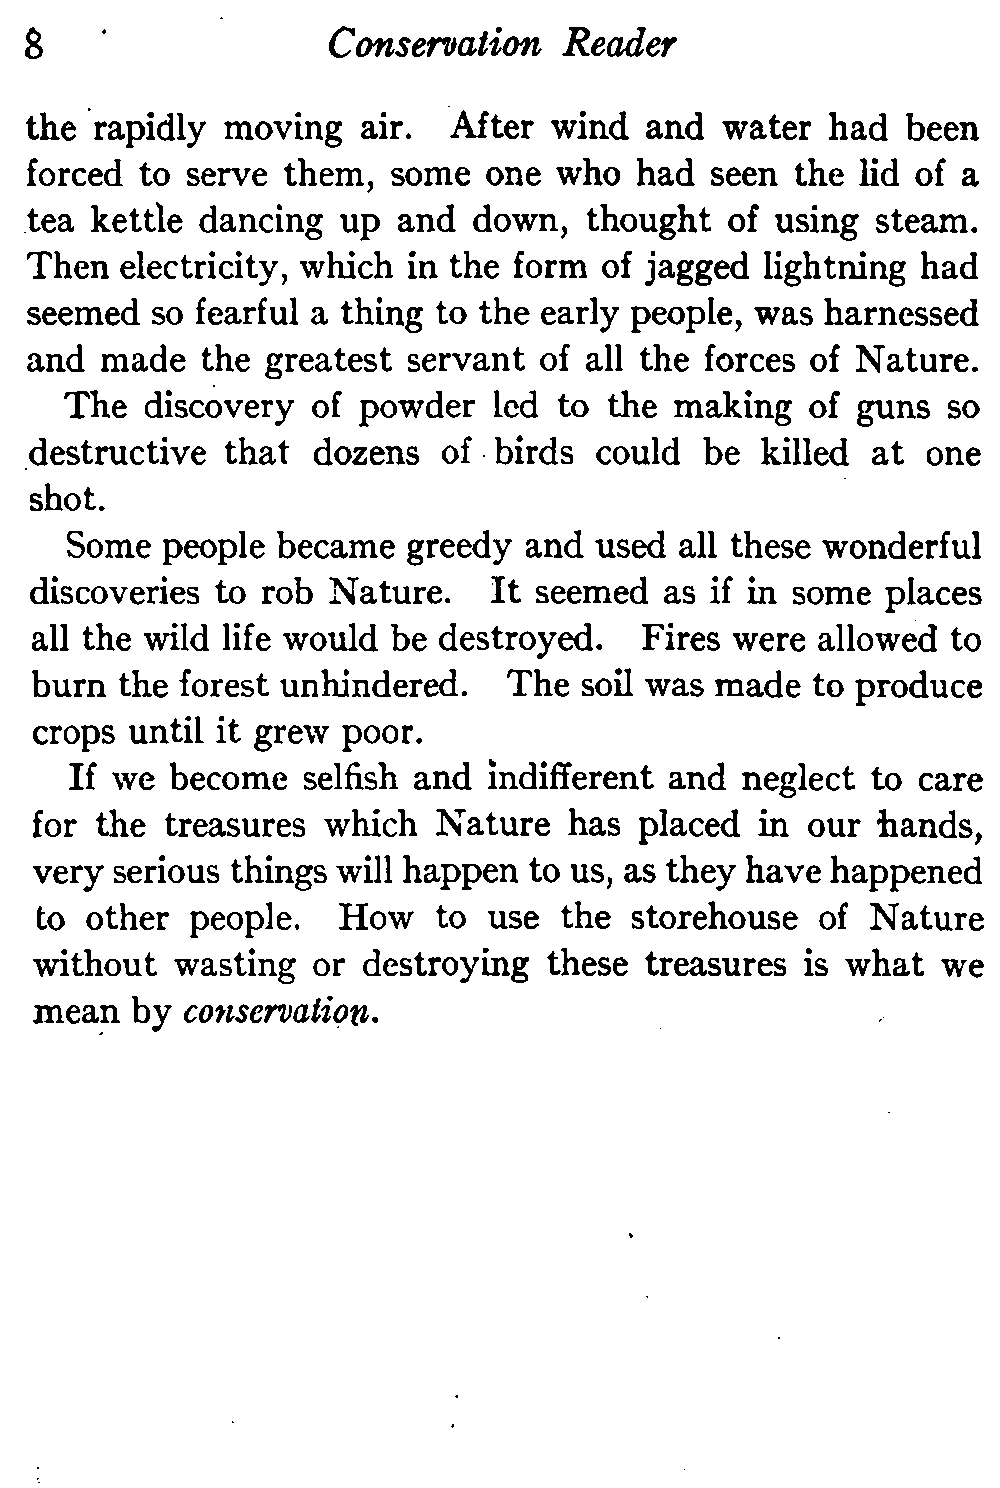 8 Conservation Reader
the rapidly moving air. After wind and water had been
forced to serve them, some one who had seen the lid of a
tea kettle dancing up and down, thought of using steam.
Then electricity, which in the form of jagged lightning had
seemed so fearful a thing to the early people, was harnessed
and made the greatest servant of all the forces of Nature.
The discovery of powder led to the making of guns so
destructive that dozens of birds could be killed at one
shot.
Some people became greedy and used all these wonderful
discoveries to rob Nature. It seemed as if in some places
all the wild life would be destroyed. Fires were allowed to
burn the forest unhindered. The soil was made to produce
crops until it grew poor.
If we become selfish and indifferent and neglect to care
for the treasures which Nature has placed in our hands,
very serious things will happen to us, as they have happened
to other people. How to use the storehouse of Nature
without wasting or destroying these treasures is what we
mean by conservation.